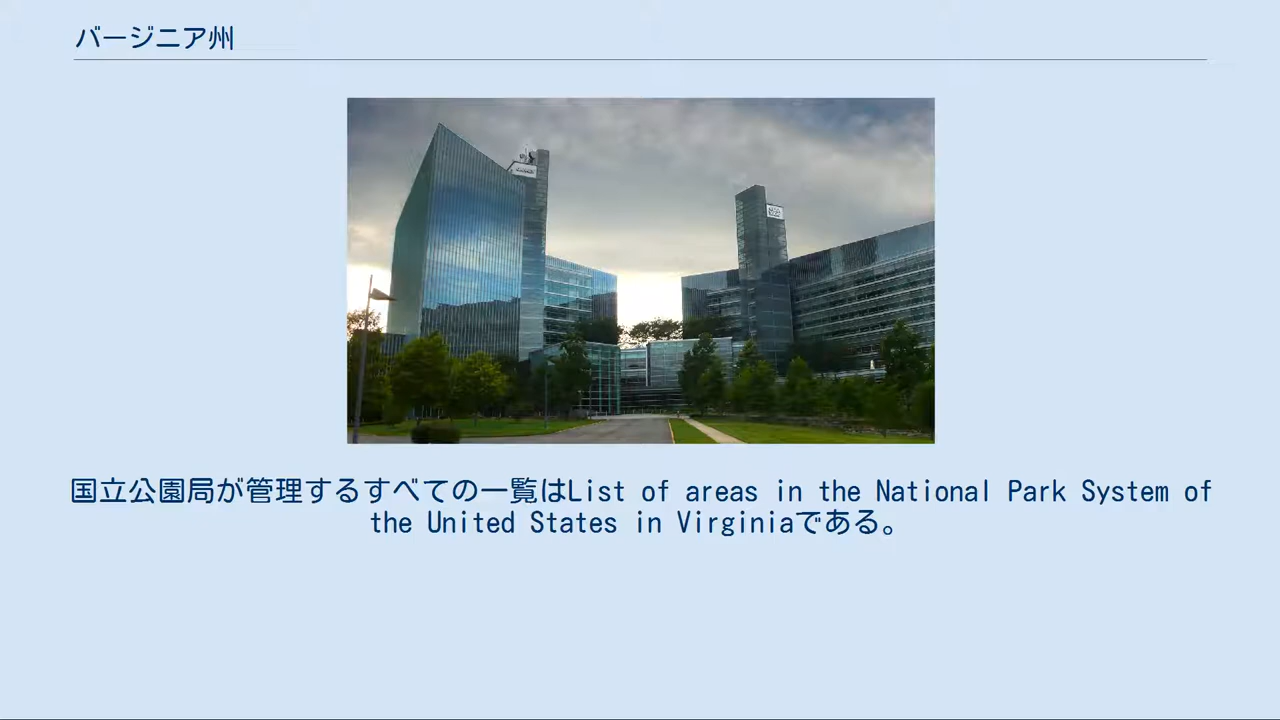 バージニア州
国立公園局が管理するすべての一覧はList of areas in the National Park System of
the United States in Virginiaである。